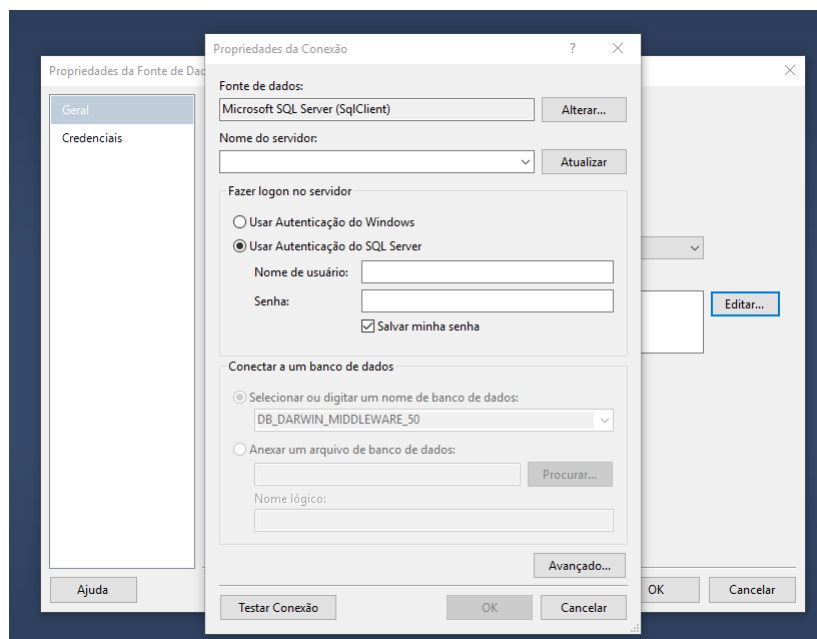 Propriedades da Conexão
?
Propriedades da Fonte de Dad
Geral
Credenciais
Fonte de dados:
Microsoft SQL Server (SqlClient)
Alterar...
Nome do servidor:
Atualizar
Fazer logon no servidor
Usar Autenticação do Windows
Usar Autenticação do SQL Server
Nome de usuário:
Senha:
Salvar minha senha
Editar...
Conectar a um banco de dados
Selecionar ou digitar um nome de banco de dados:
DB_DARWIN_MIDDLEWARE_50
Anexar um arquivo de banco de dados:
Procurar...
Nome lógico:
Avançado...
Ajuda
Testar Conexão
OK
Cancelar
OK
Cancelar